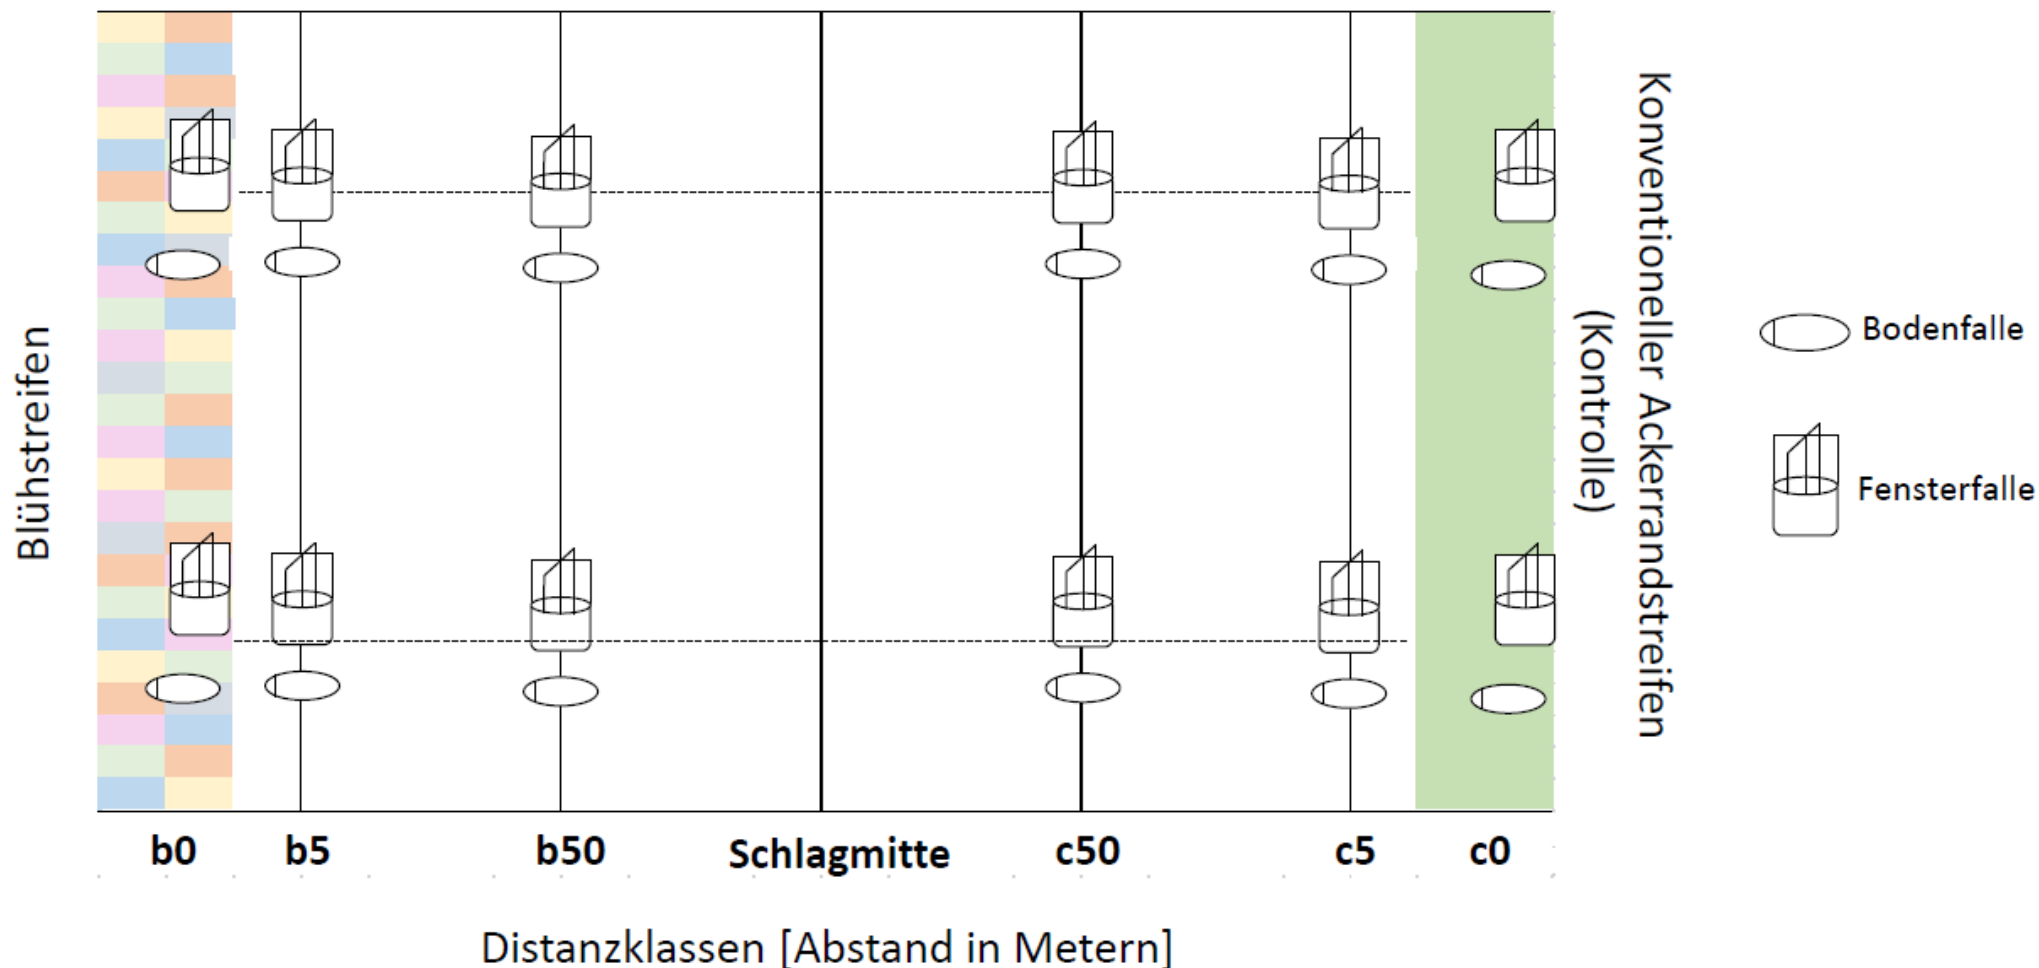 Blühstreifen
Konventioneller Ackerrandstreifen
(Kontrolle)
Bodenfalle
Fensterfalle
b0 b5 b50 Schlagmitte c50 c5 c0
Distanzklassen [Abstand in Metern]